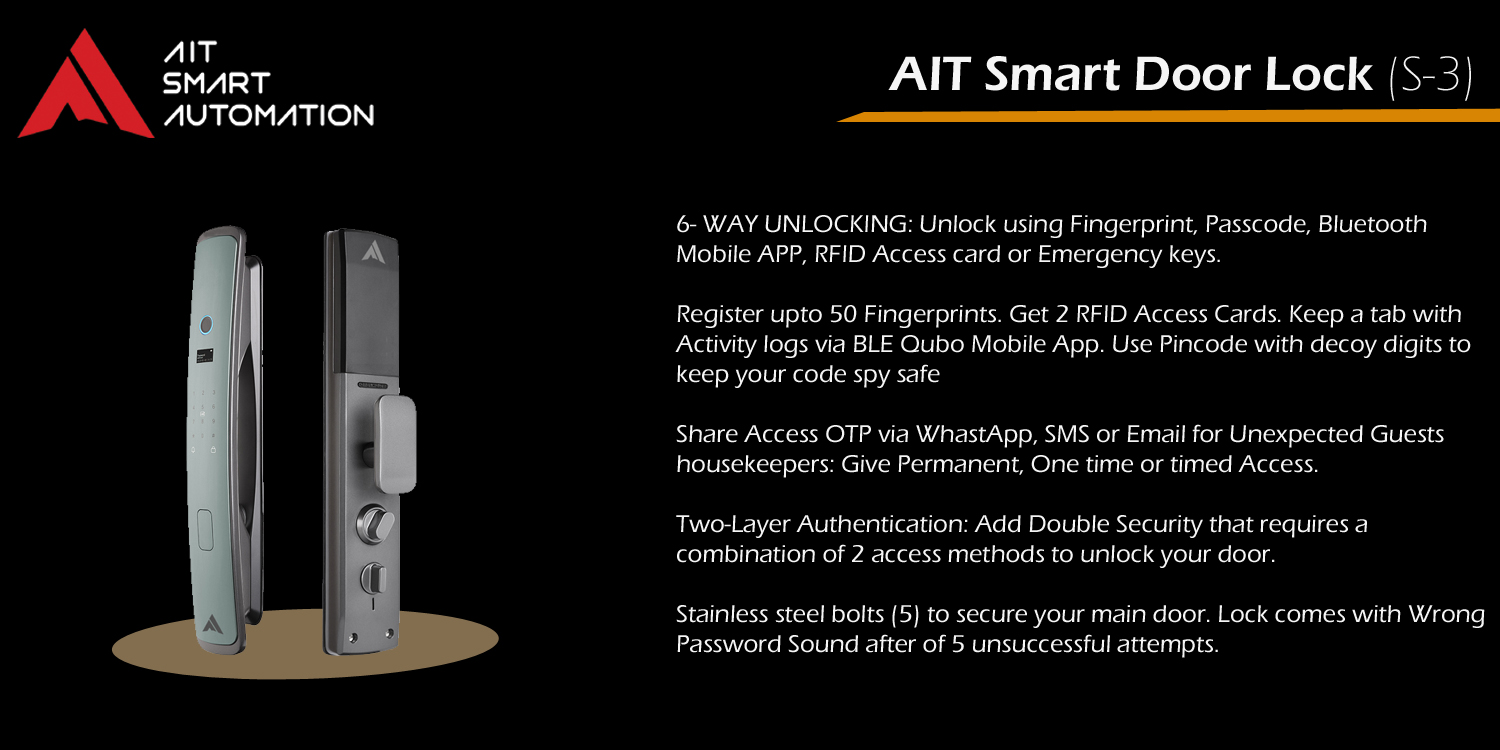 AIT
SMART
AUTOMATION
AIT Smart Door Lock (S-3)
6- WAY UNLOCKING: Unlock using Fingerprint, Passcode, Bluetooth
Mobile APP, RFID Access card or Emergency keys.
Register upto 50 Fingerprints. Get 2 RFID Access Cards. Keep a tab with
Activity logs via BLE Qubo Mobile App. Use Pincode with decoy digits to
keep your code spy safe
Share Access OTP via WhastApp, SMS or Email for Unexpected Guests
housekeepers: Give Permanent, One time or timed Access.
Two-Layer Authentication: Add Double Security that requires a
combination of 2 access methods to unlock your door.
Stainless steel bolts (5) to secure your main door. Lock comes with Wrong
Password Sound after of 5 unsuccessful attempts.